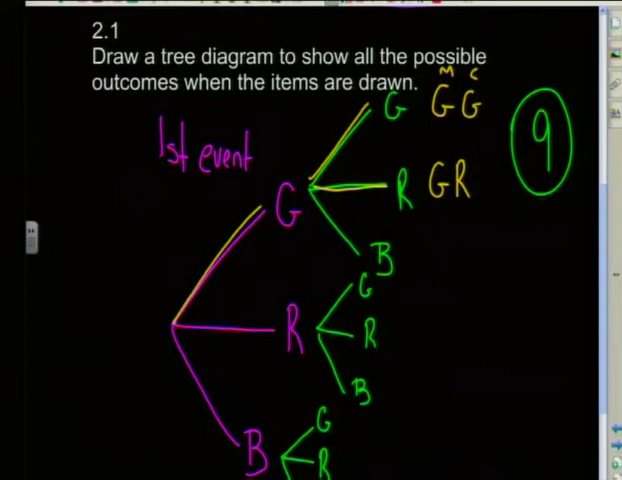 2.1
Draw a tree diagram to show all the possible
outcomes when the items are drawn.
M C
G G G
1st event
9
R GR
G
B
G
R R
B
G
B R